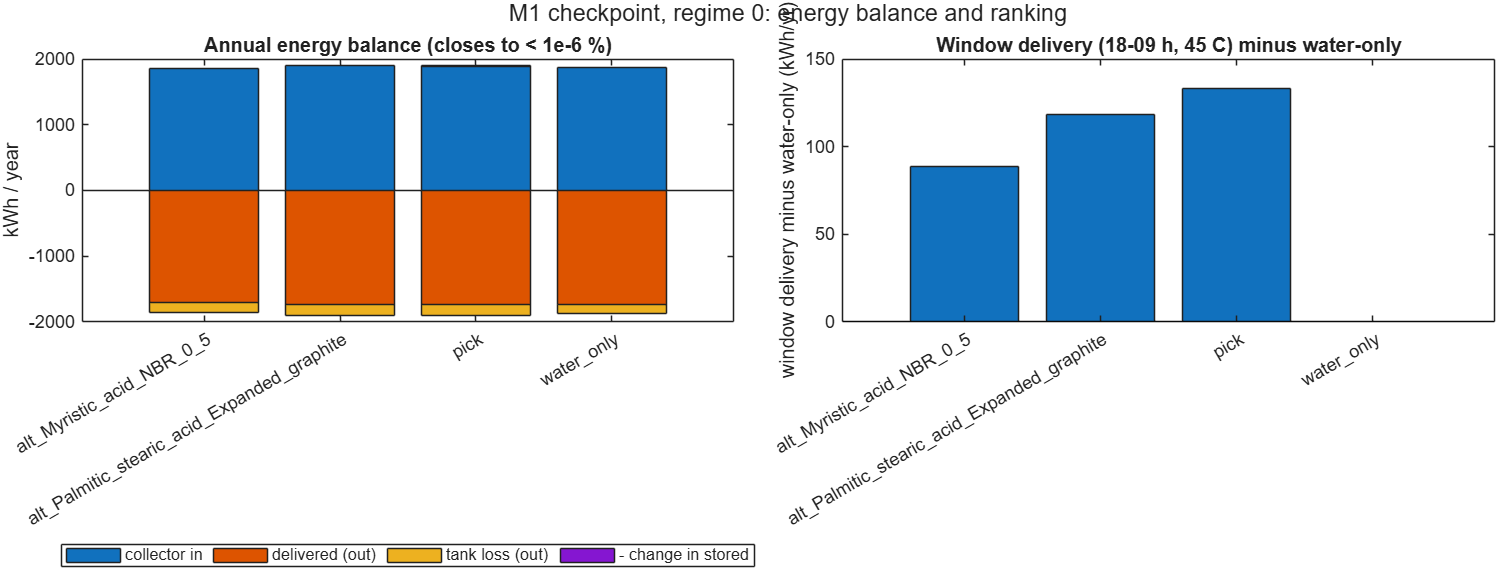 M1 checkpoint, regime 0: energy balance and ranking
Annual energy balance (closes to < 1e-6 %)
kWh / year
2000
1000
0
-1000
-2000
alt_Myristic_acid_NBR_0_5
alt_Palmitic_stearic_acid_Expanded_graphite
pick
water_only
collector in
delivered (out)
tank loss (out)
- change in stored
Window delivery (18-09 h, 45 C) minus water-only
window delivery minus water-only (kWh/yr)
150
100
50
0
alt_Myristic_acid_NBR_0_5
alt_Palmitic_stearic_acid_Expanded_graphite
pick
water_only